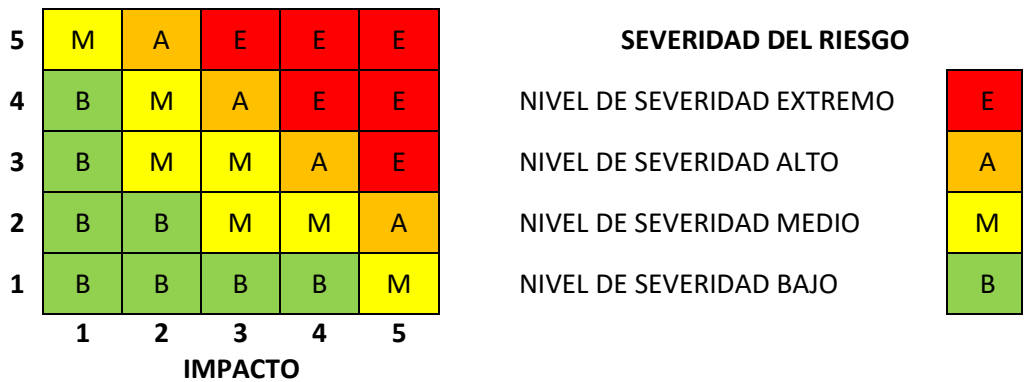 SEVERIDAD DEL RIESGO
5 M A E E E
4 B M A E E NIVEL DE SEVERIDAD EXTREMO E
3 B M M A E NIVEL DE SEVERIDAD ALTO A
2 B B M M A NIVEL DE SEVERIDAD MEDIO M
1 B B B B M NIVEL DE SEVERIDAD BAJO B
1 2 3 4 5
IMPACTO